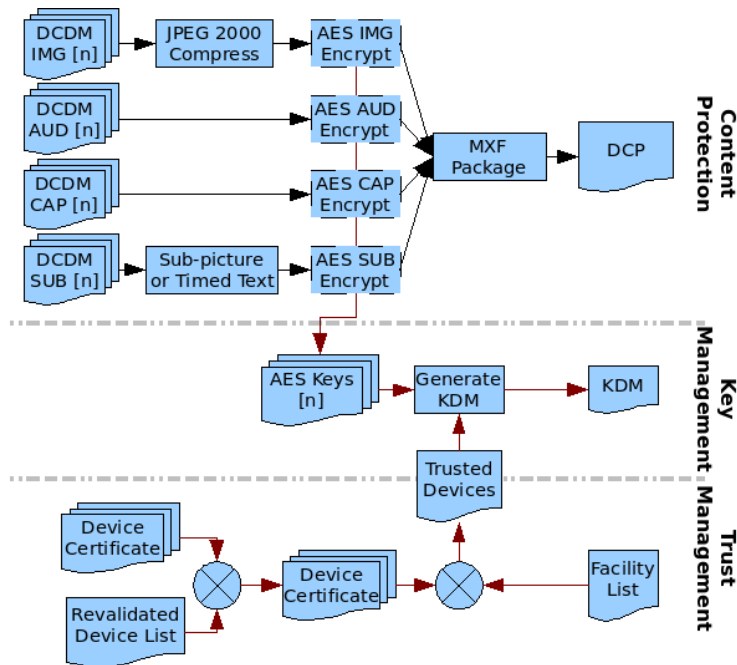 DCDM
IMG [n]
JPEG 2000
Compress
AES IMG
Encrypt
DCDM
AUD [n]
AES AUD
Encrypt
MXF
Package
DCP
DCDM
CAP [n]
AES CAP
Encrypt
DCDM
SUB [n]
Sub-picture
or Timed Text
AES SUB
Encrypt
Content
Protection
AES Keys
[n]
Generate
KDM
KDM
Key
Management
Trusted
Devices
Device
Certificate
Revalidated
Device List
Device
Certificate
Facility
List
Trust
Management